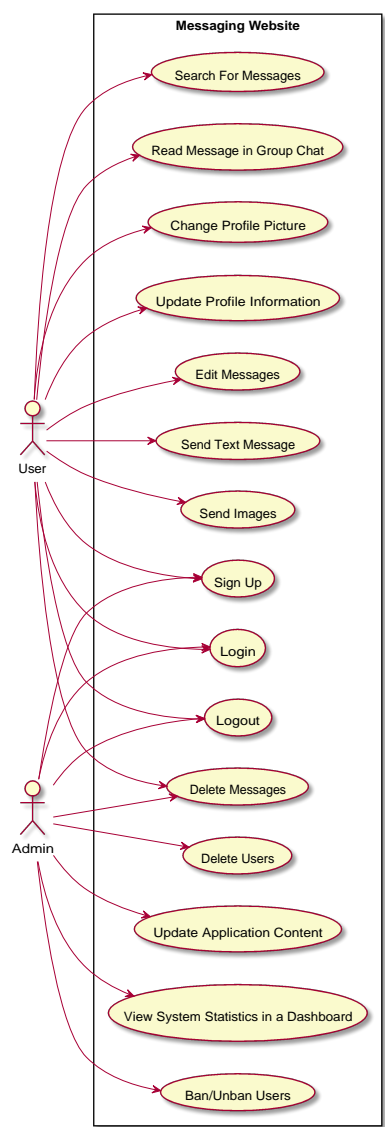 Messaging Website
Search For Messages
Read Message in Group Chat
Change Profile Picture
Update Profile Information
Edit Messages
Send Text Message
User
Send Images
Sign Up
Login
Logout
Delete Messages
Admin
Delete Users
Update Application Content
View System Statistics in a Dashboard
Ban/Unban Users